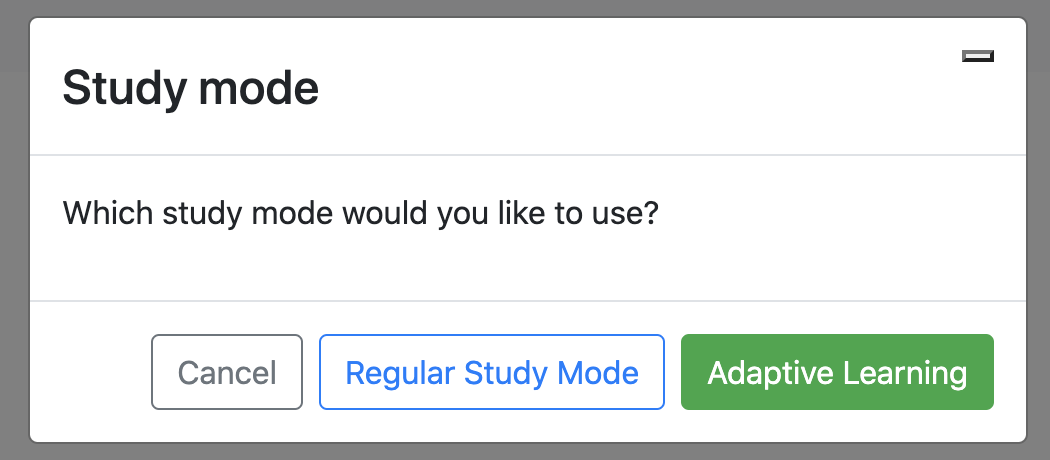 Study mode
Which study mode would you like to use?
Cancel
Regular Study Mode
Adaptive Learning